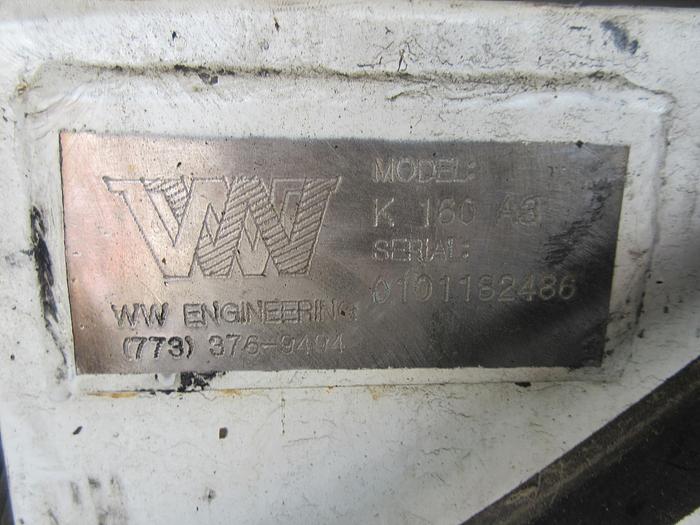 WW
MODEL:
K 160 A3
SERIAL:
0101182486
WW ENGINEERING
(773) 376-9494